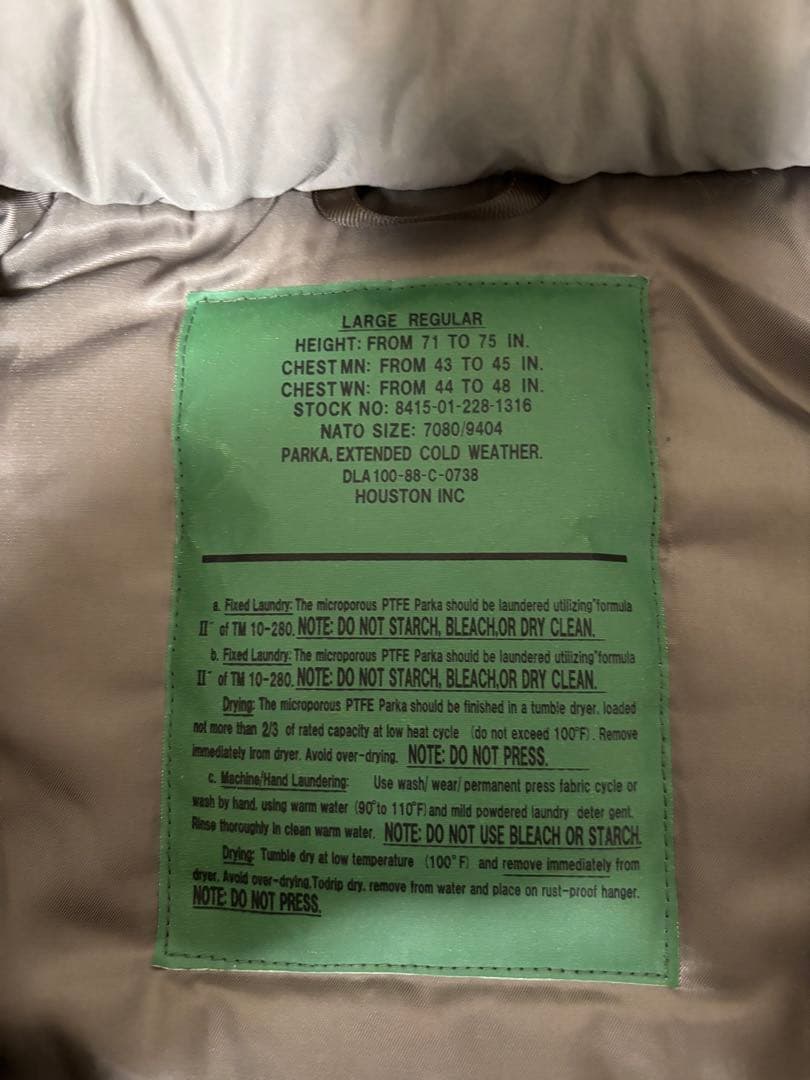 LARGE REGULAR
HEIGHT: FROM 71 TO 75 IN.
CHEST MN: FROM 43 TO 45 IN.
CHEST WN: FROM 44 TO 48 IN.
STOCK NO: 8415-01-228-1316
NATO SIZE: 7080/9404
PARKA, EXTENDED COLD WEATHER.
DLA100-88-C-0738
HOUSTON INC
a. Fixed Laundry: The microporous PTFE Parka should be laundered utilizing"formula
II" of TM 10-280. NOTE: DO NOT STARCH, BLEACH,OR DRY CLEAN.
b. Fixed Laundry: The microporous PTFE Parka should be laundered utilizing"formula
II" of TM 10-280. NOTE: DO NOT STARCH, BLEACH,OR DRY CLEAN.
Drying: The microporous PTFE Parka should be finished in a tumble dryer. loaded
not more than 2/3 of rated capacity at low heat cycle (do not exceed 100°F). Remove
immediately Irom dryer. Avoid over-drying. NOTE: DO NOT PRESS.
c. Machine/Hand Laundering: Use wash/ wear/ permanent press fabric cycle or
wash by hand. using warm water (90°to 110°F) and mild powdered laundry deter gent.
Rinse thoroughly in clean warm water. NOTE: DO NOT USE BLEACH OR STARCH.
Drying: Tumble dry at low temperature (100°F) and remove immediately from
dryer. Avoid over-drying.Todrip dry. remove from water and place on rust-proof hanger.
NOTE: DO NOT PRESS.